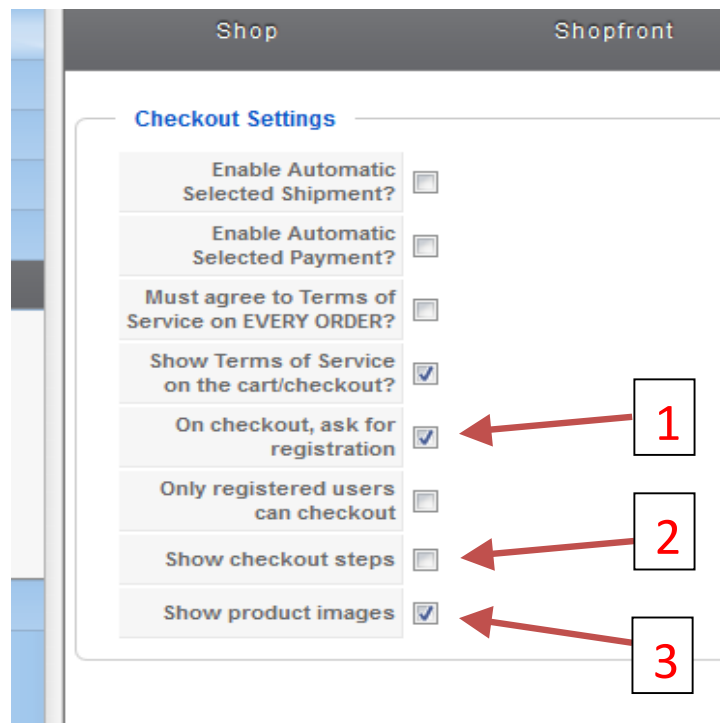 Shop Shopfront
Checkout Settings
Enable Automatic
Selected Shipment?
Enable Automatic
Selected Payment?
Must agree to Terms of
Service on EVERY ORDER?
Show Terms of Service
on the cart/checkout?
On checkout, ask for
registration
1
Only registered users
can checkout
Show checkout steps
2
Show product images
3